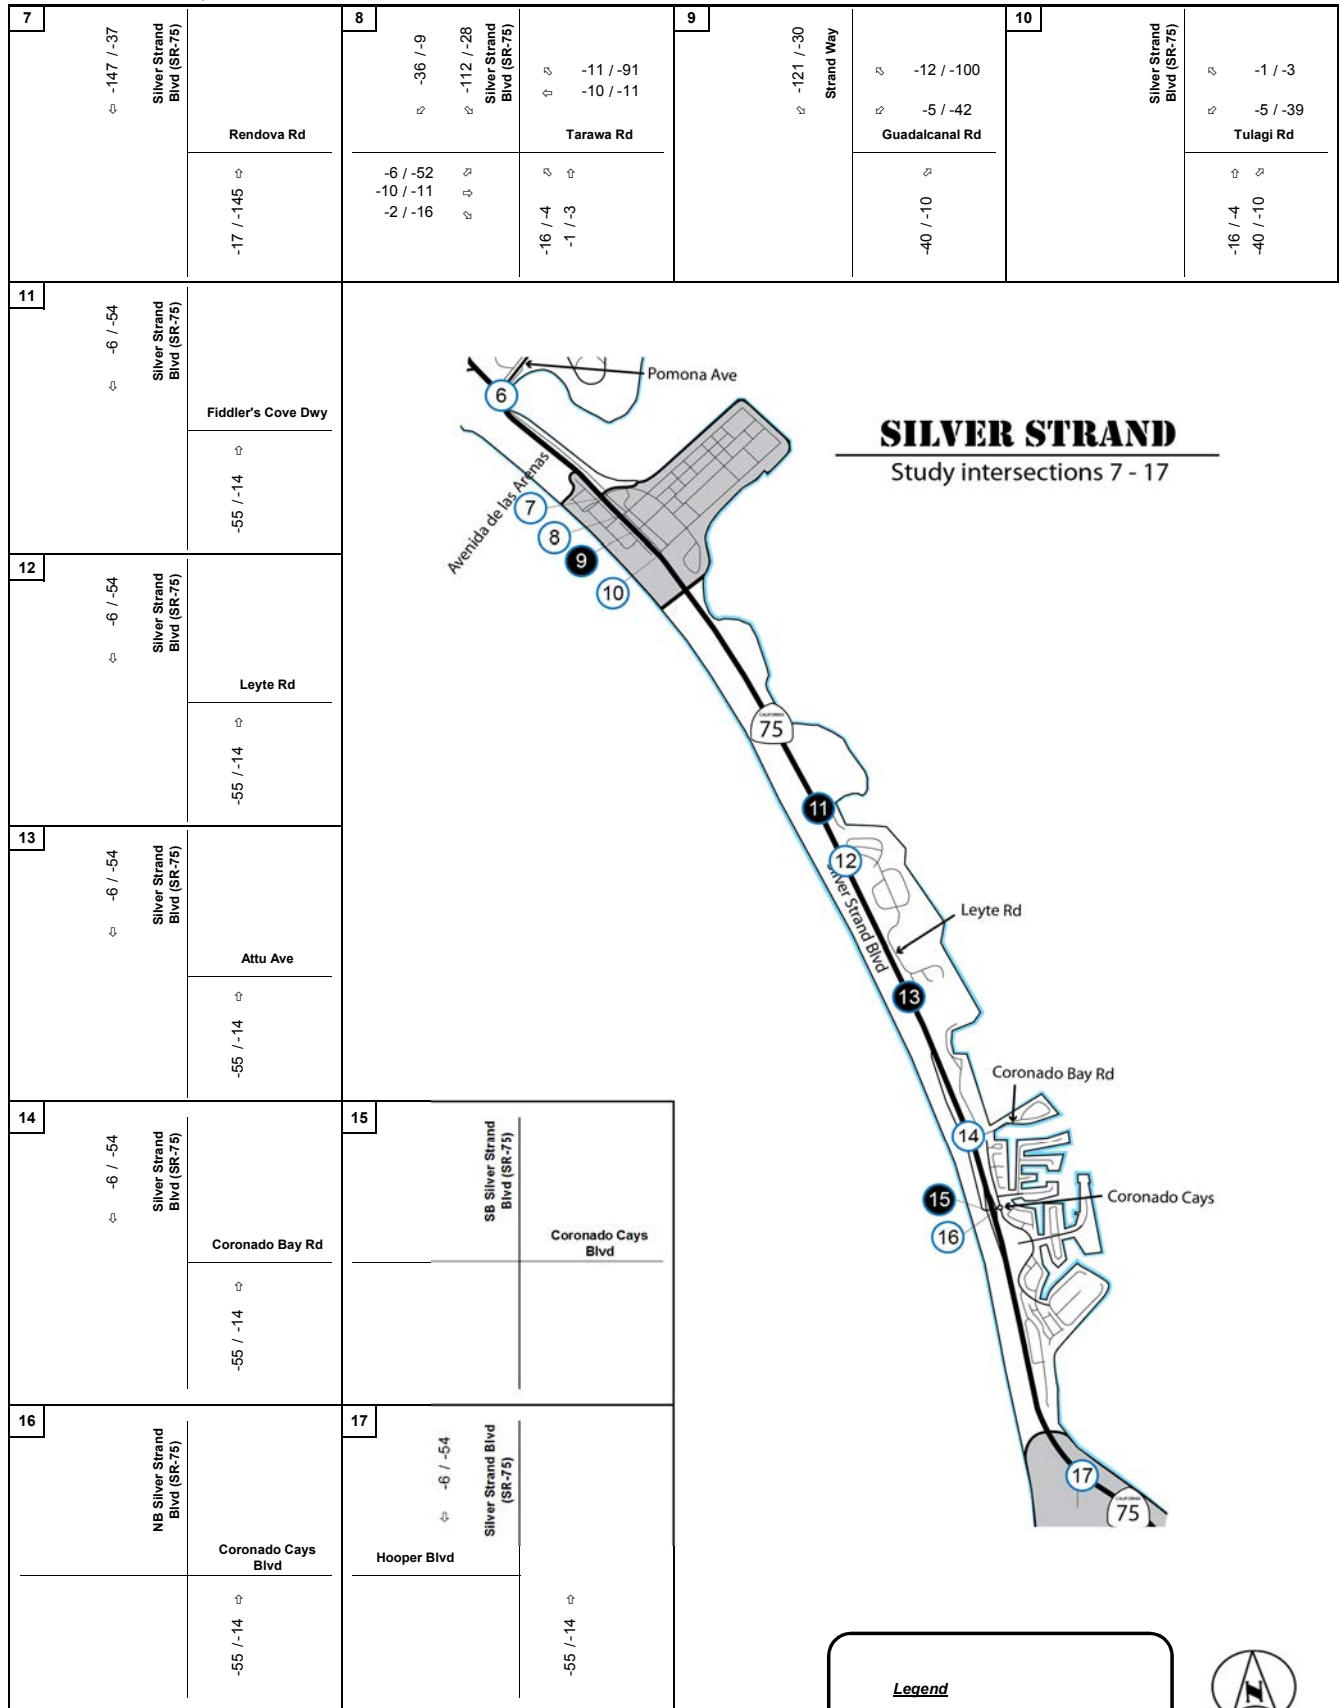 7
-147 / -37
Silver Strand
Blvd (SR-75)
Rendova Rd
-17 / -145
8
-36 / -9
-112 / -28
Silver Strand
Blvd (SR-75)
-11 / -91
-10 / -11
Tarawa Rd
-6 / -52
-10 / -11
-2 / -16
-16 / -4
-1 / -3
9
-121 / -30
Strand Way
-12 / -100
-5 / -42
Guadalcanal Rd
-40 / -10
10
Silver Strand
Blvd (SR-75)
-1 / -3
-5 / -39
Tulagi Rd
-16 / -4
-40 / -10
11
-6 / -54
Silver Strand
Blvd (SR-75)
Fiddler's Cove Dwy
-55 / -14
12
-6 / -54
Silver Strand
Blvd (SR-75)
Leyte Rd
-55 / -14
13
-6 / -54
Silver Strand
Blvd (SR-75)
Attu Ave
-55 / -14
14
-6 / -54
Silver Strand
Blvd (SR-75)
Coronado Bay Rd
-55 / -14
15
SB Silver Strand
Blvd (SR-75)
Coronado Cays
Blvd
16
NB Silver Strand
Blvd (SR-75)
Coronado Cays
Blvd
-55 / -14
17
-6 / -54
Silver Strand Blvd
(SR-75)
Hooper Blvd
-55 / -14
SILVER STRAND
Study intersections 7 - 17
Pomona Ave
6
Avenida de las Arenas
7
8
9
10
CALIFORNIA
75
11
12
Silver Strand Blvd
Leyte Rd
13
Coronado Bay Rd
14
15
Coronado Cays
16
17
CALIFORNIA
75
Legend
N